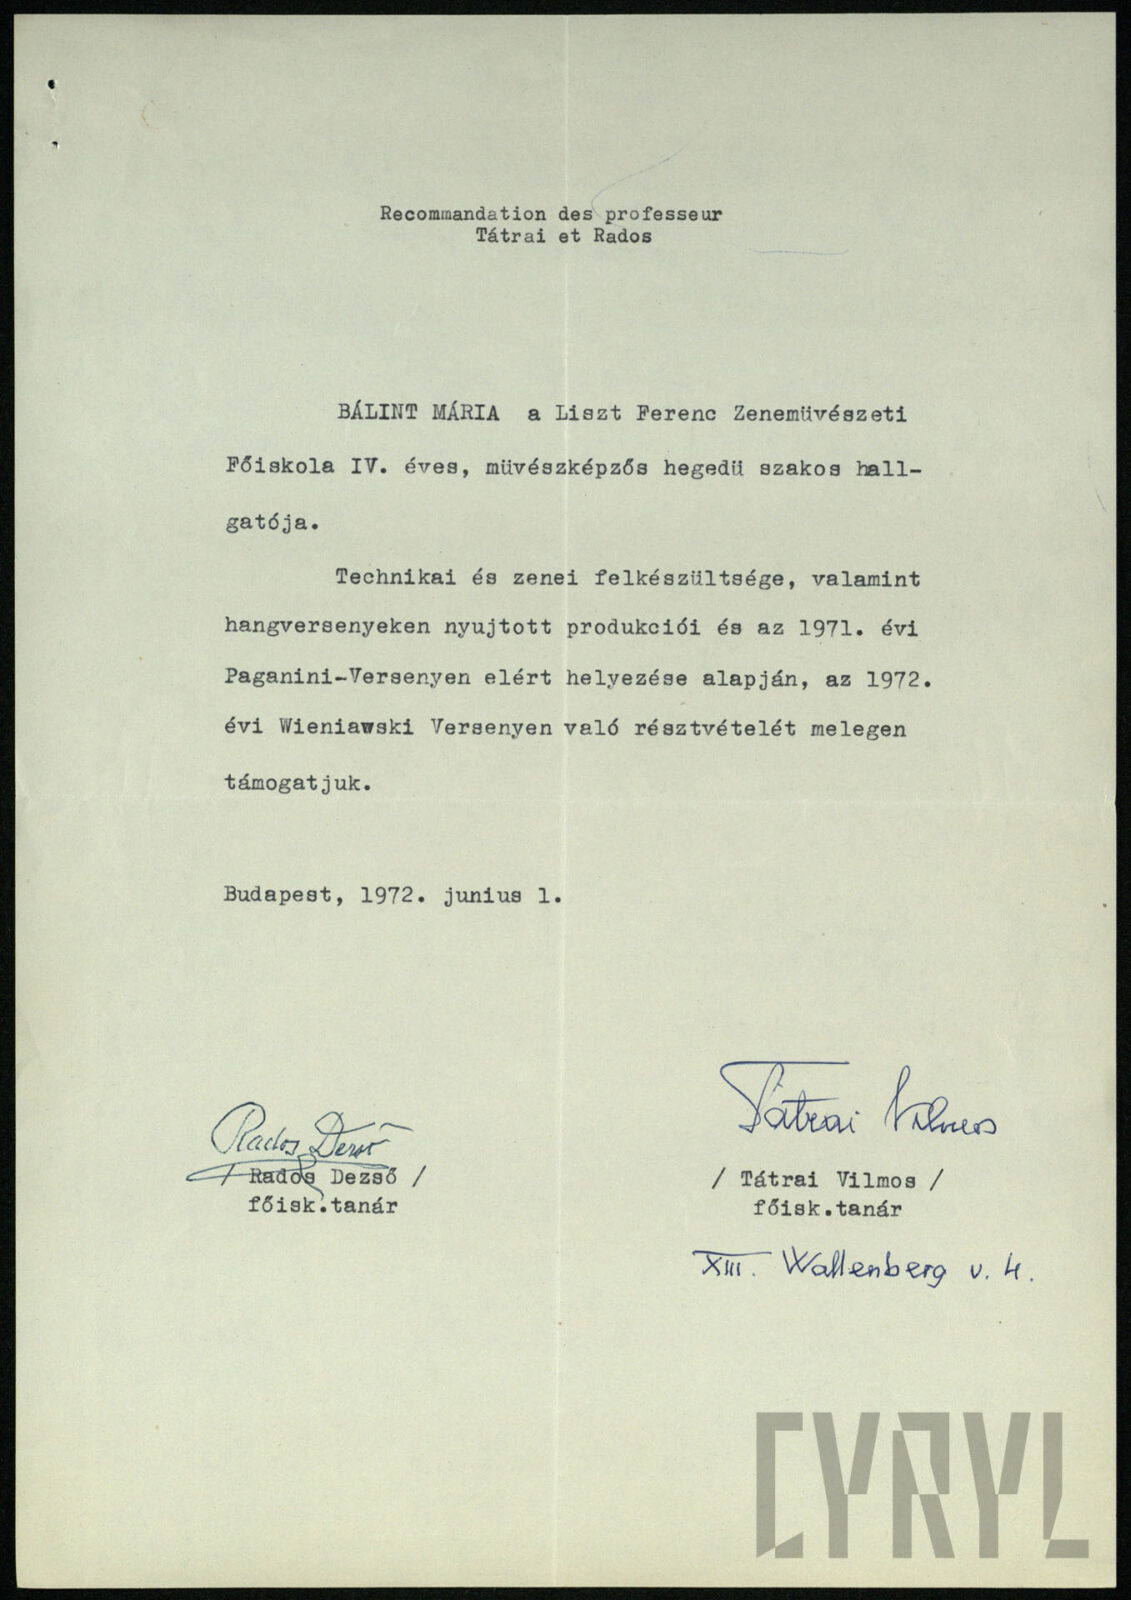 Recommandation des professeur
Tátrai et Rados
BÁLINT MÁRIA a Liszt Ferenc Zenemüvészeti
Főiskola IV. éves, müvészképzős hegedü szakos hall-
gatója.
Technikai és zenei felkészültsége, valamint
hangversenyeken nyujtott produkciói és az 1971. évi
Paganini-Versenyen elért helyezése alapján, az 1972.
évi Wieniawski Versenyen való résztvételét melegen
támogatjuk.
Budapest, 1972. junius 1.
Rados Dezső
/ Rados Dezső /
főisk.tanár
Tátrai Vilmos
/ Tátrai Vilmos /
főisk.tanár
XIII. Wallenberg u. 4.
CYRYL